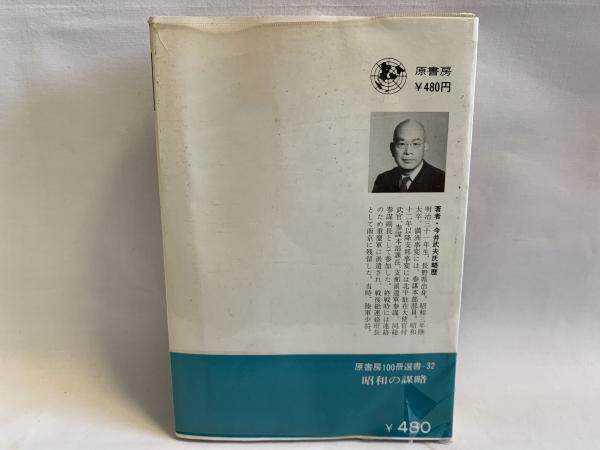 原書房
¥480円
著者・今井武夫氏略歴
明治三十一年生、長野県出身。昭和三年陸
大卒。満洲事変には、参謀本部部員。昭和
十二年以降支那事変には北平駐在大使館付
武官、参謀本部課長、支那派遣軍参謀、同総
参謀副長として参加した。終戦時には連絡
のため重慶軍に派遣され、戦後総連絡班長
として南京に残留した。当時、陸軍少将。
原書房100冊選書-32
昭和の謀略
¥ 480